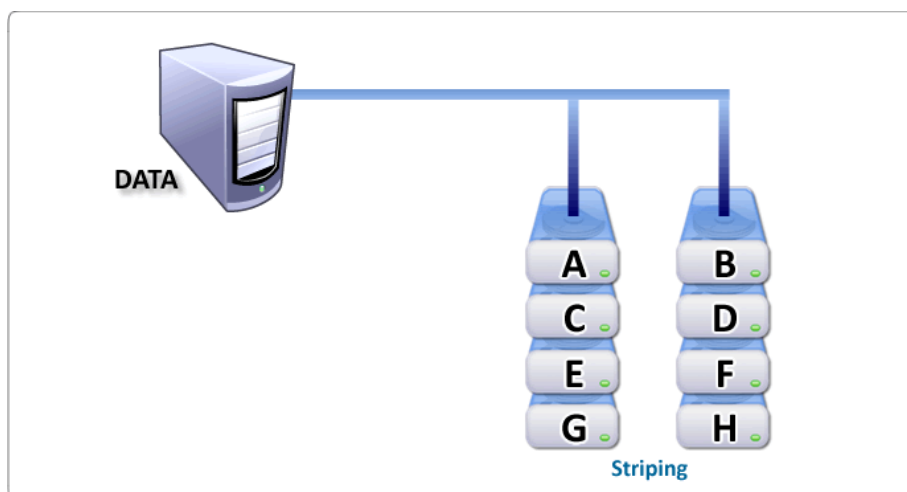 DATA
A B
C D
E F
G H
Striping